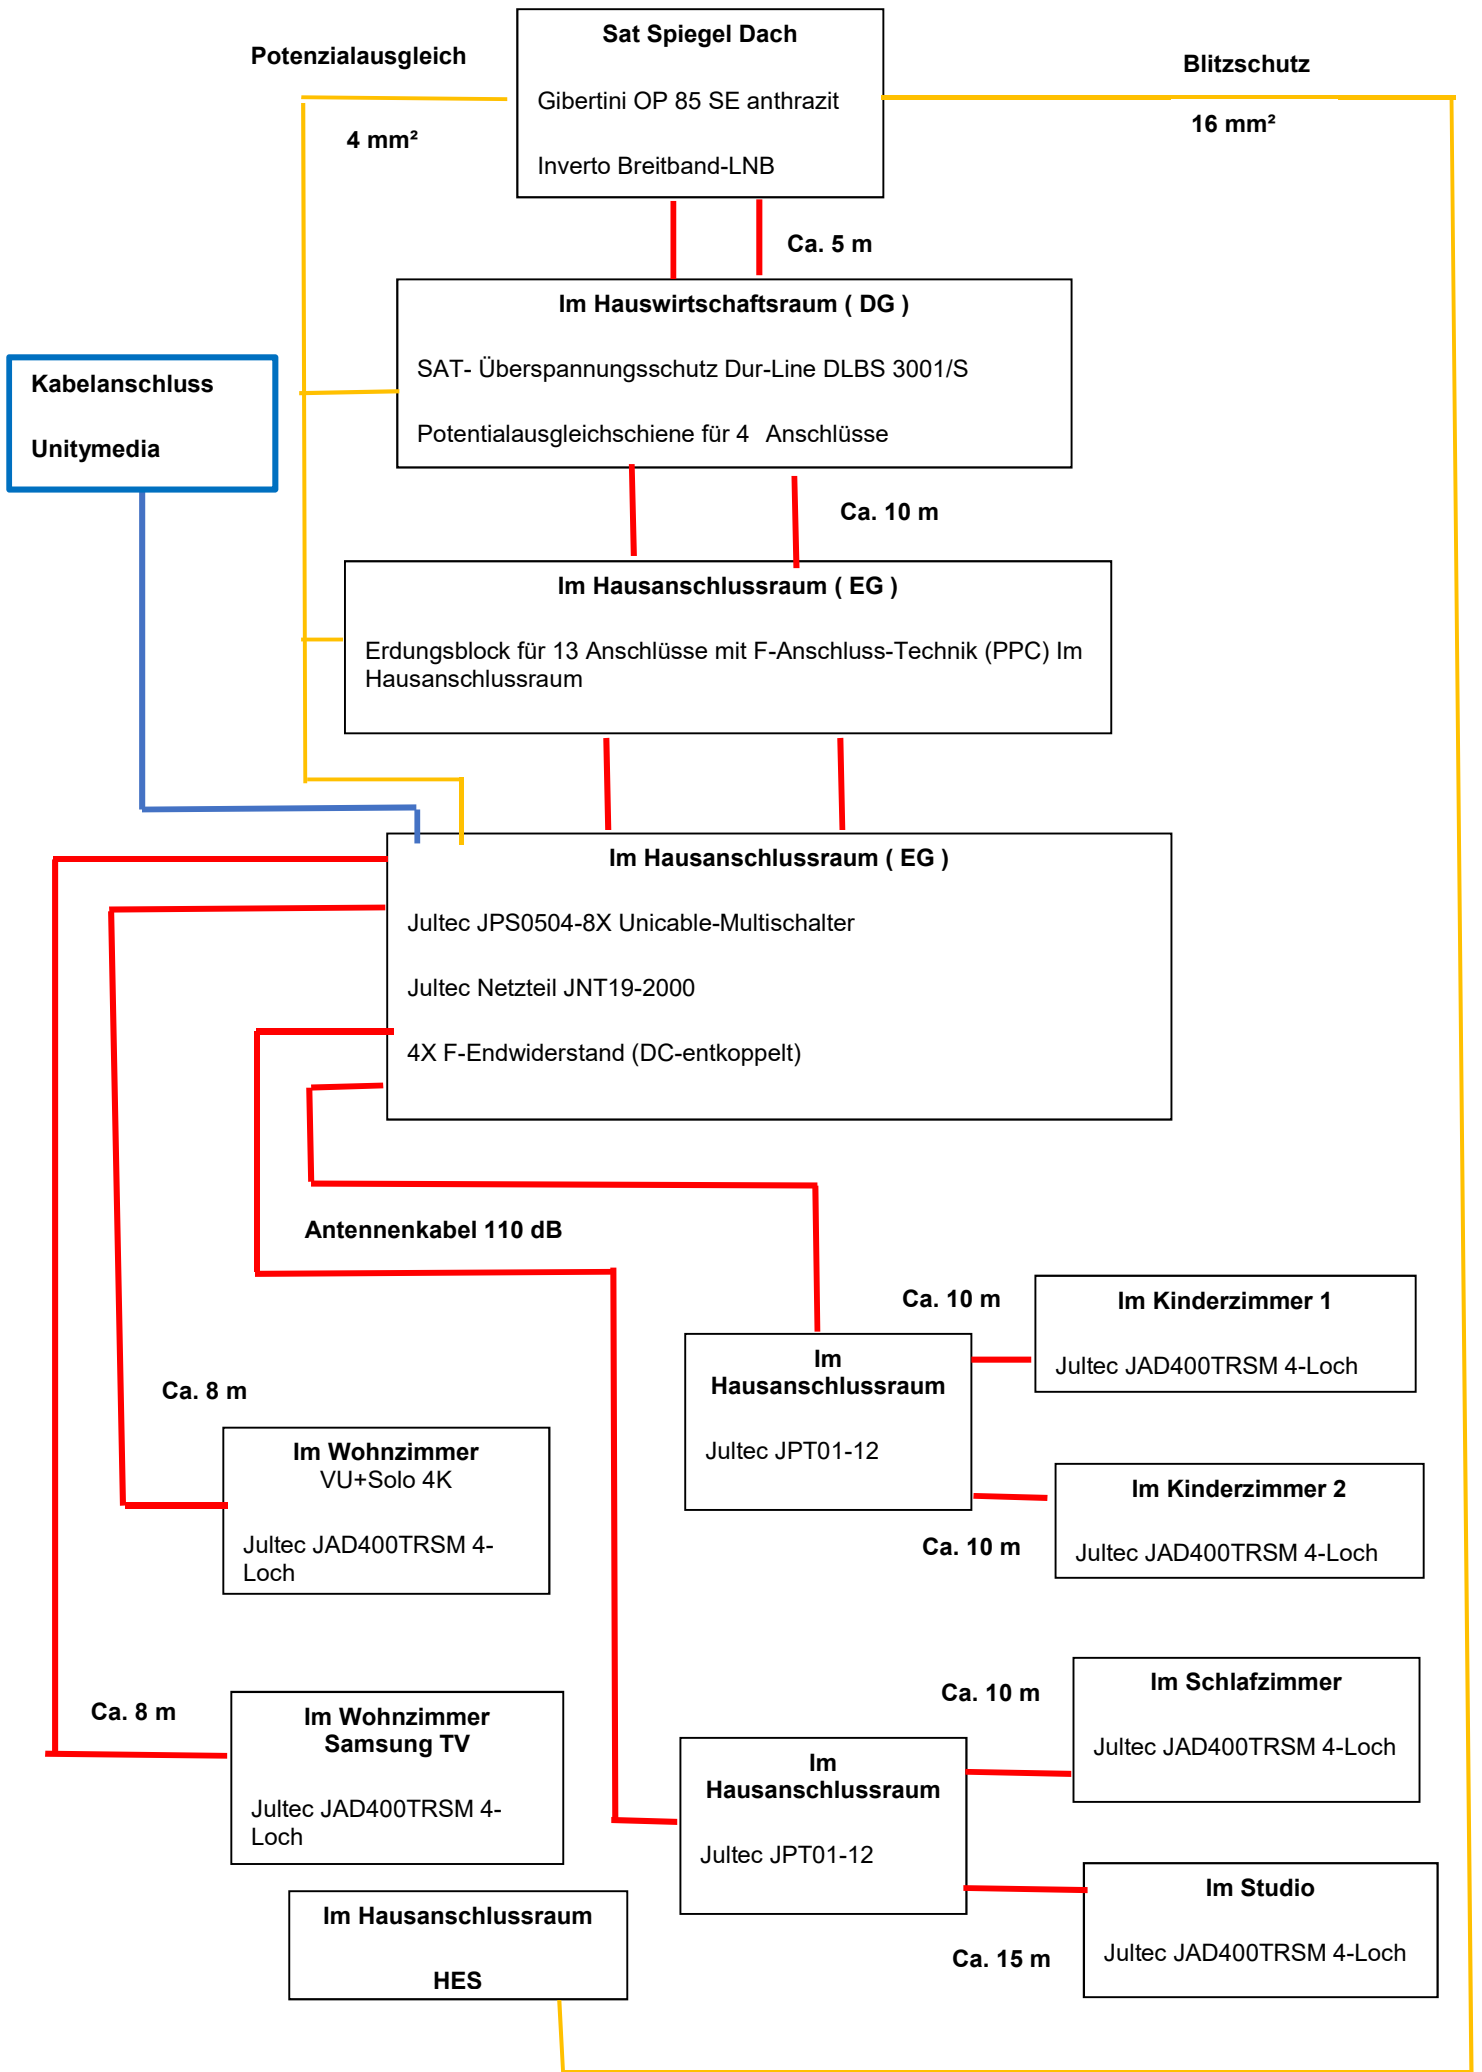 Sat Spiegel Dach
Potenzialausgleich
Blitzschutz
Gibertini OP 85 SE anthrazit
4 mm²
16 mm²
Inverto Breitband-LNB
Ca. 5 m
Im Hauswirtschaftsraum ( DG )
SAT- Überspannungsschutz Dur-Line DLBS 3001/S
Potentialausgleichschiene für 4 Anschlüsse
Kabelanschluss
Unitymedia
Ca. 10 m
Im Hausanschlussraum ( EG )
Erdungsblock für 13 Anschlüsse mit F-Anschluss-Technik (PPC) Im
Hausanschlussraum
Im Hausanschlussraum ( EG )
Jultec JPS0504-8X Unicable-Multischalter
Jultec Netzteil JNT19-2000
4X F-Endwiderstand (DC-entkoppelt)
Antennenkabel 110 dB
Ca. 10 m
Im Kinderzimmer 1
Jultec JAD400TRSM 4-Loch
Im
Hausanschlussraum
Jultec JPT01-12
Ca. 8 m
Im Wohnzimmer
VU+Solo 4K
Jultec JAD400TRSM 4-
Loch
Im Kinderzimmer 2
Jultec JAD400TRSM 4-Loch
Ca. 10 m
Ca. 8 m
Im Wohnzimmer
Samsung TV
Jultec JAD400TRSM 4-
Loch
Ca. 10 m
Im Schlafzimmer
Jultec JAD400TRSM 4-Loch
Im
Hausanschlussraum
Jultec JPT01-12
Im Studio
Jultec JAD400TRSM 4-Loch
Ca. 15 m
Im Hausanschlussraum
HES